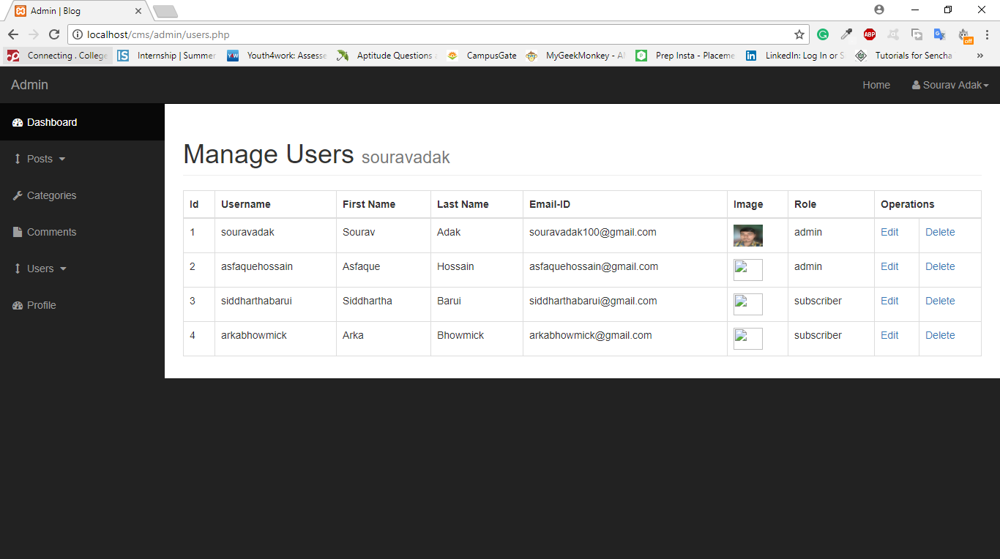 Admin | Blog
localhost/cms/admin/users.php
Connecting . College
Internship | Summer
Youth4work: Assesse
Aptitude Questions
CampusGate
MyGeekMonkey - A
Prep Insta - Placeme
LinkedIn: Log In or S
Tutorials for Sencha
ABP
off
Admin
Home
Sourav Adak
Dashboard
Posts
Categories
Comments
Users
Profile
Manage Users souravadak
Id Username First Name Last Name Email-ID Image Role Operations
1 souravadak Sourav Adak souravadak100@gmail.com admin Edit Delete
2 asfaquehossain Asfaque Hossain asfaquehossain@gmail.com admin Edit Delete
3 siddharthabarui Siddhartha Barui siddharthabarui@gmail.com subscriber Edit Delete
4 arkabhowmick Arka Bhowmick arkabhowmick@gmail.com subscriber Edit Delete